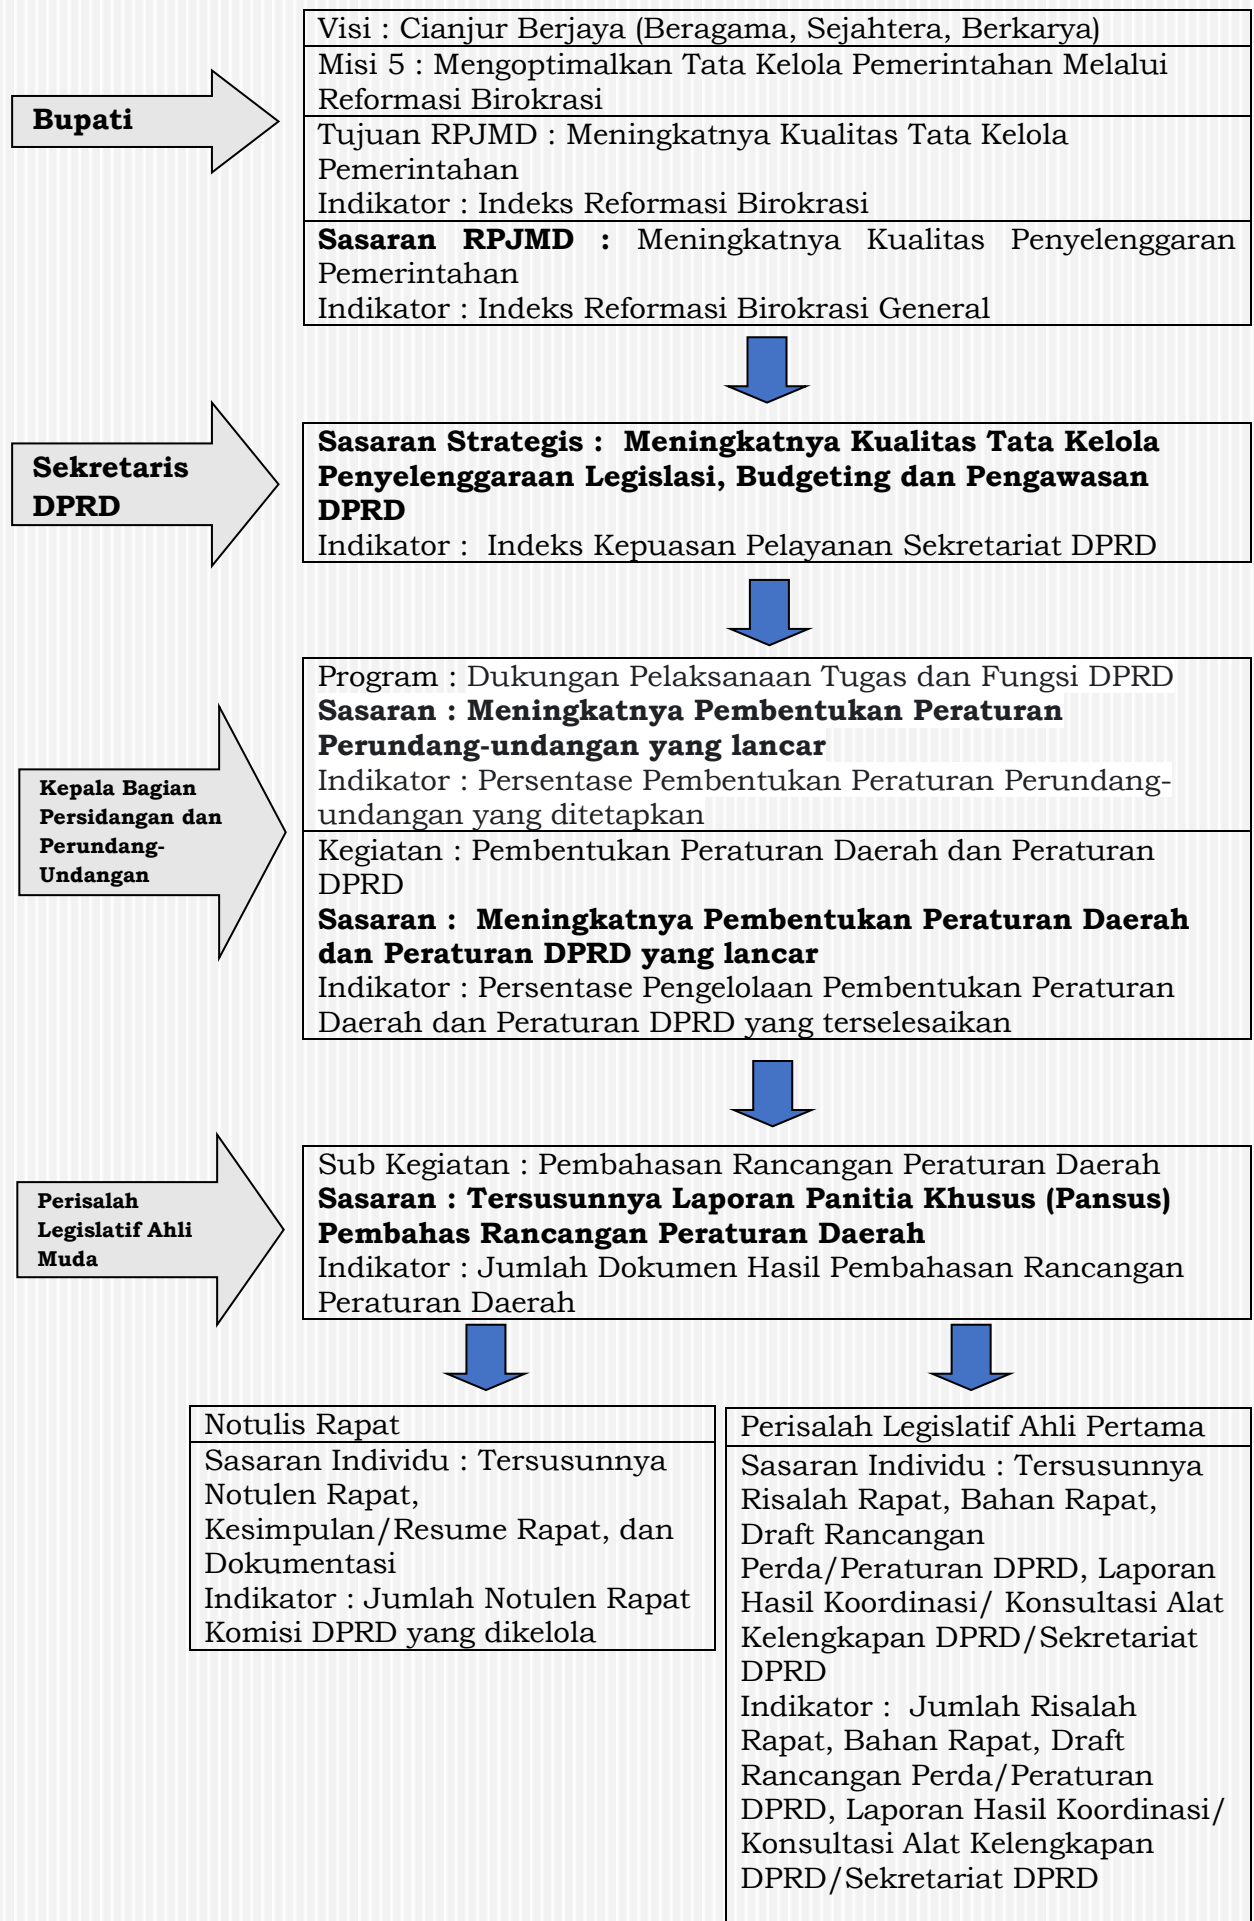 Visi : Cianjur Berjaya (Beragama, Sejahtera, Berkarya)
Misi 5 : Mengoptimalkan Tata Kelola Pemerintahan Melalui
Reformasi Birokrasi
Bupati
Tujuan RPJMD : Meningkatnya Kualitas Tata Kelola
Pemerintahan
Indikator : Indeks Reformasi Birokrasi
Sasaran RPJMD : Meningkatnya Kualitas Penyelenggaran
Pemerintahan
Indikator : Indeks Reformasi Birokrasi General
Sekretaris
DPRD
Sasaran Strategis : Meningkatnya Kualitas Tata Kelola
Penyelenggaraan Legislasi, Budgeting dan Pengawasan
DPRD
Indikator : Indeks Kepuasan Pelayanan Sekretariat DPRD
Kepala Bagian
Persidangan dan
Perundang-
Undangan
Program : Dukungan Pelaksanaan Tugas dan Fungsi DPRD
Sasaran : Meningkatnya Pembentukan Peraturan
Perundang-undangan yang lancar
Indikator : Persentase Pembentukan Peraturan Perundang-
undangan yang ditetapkan
Kegiatan : Pembentukan Peraturan Daerah dan Peraturan
DPRD
Sasaran : Meningkatnya Pembentukan Peraturan Daerah
dan Peraturan DPRD yang lancar
Indikator : Persentase Pengelolaan Pembentukan Peraturan
Daerah dan Peraturan DPRD yang terselesaikan
Perisalah
Legislatif Ahli
Muda
Sub Kegiatan : Pembahasan Rancangan Peraturan Daerah
Sasaran : Tersusunnya Laporan Panitia Khusus (Pansus)
Pembahas Rancangan Peraturan Daerah
Indikator : Jumlah Dokumen Hasil Pembahasan Rancangan
Peraturan Daerah
Notulis Rapat
Sasaran Individu : Tersusunnya
Notulen Rapat,
Kesimpulan/Resume Rapat, dan
Dokumentasi
Indikator : Jumlah Notulen Rapat
Komisi DPRD yang dikelola
Perisalah Legislatif Ahli Pertama
Sasaran Individu : Tersusunnya
Risalah Rapat, Bahan Rapat,
Draft Rancangan
Perda/Peraturan DPRD, Laporan
Hasil Koordinasi/ Konsultasi Alat
Kelengkapan DPRD/Sekretariat
DPRD
Indikator : Jumlah Risalah
Rapat, Bahan Rapat, Draft
Rancangan Perda/Peraturan
DPRD, Laporan Hasil Koordinasi/
Konsultasi Alat Kelengkapan
DPRD/Sekretariat DPRD